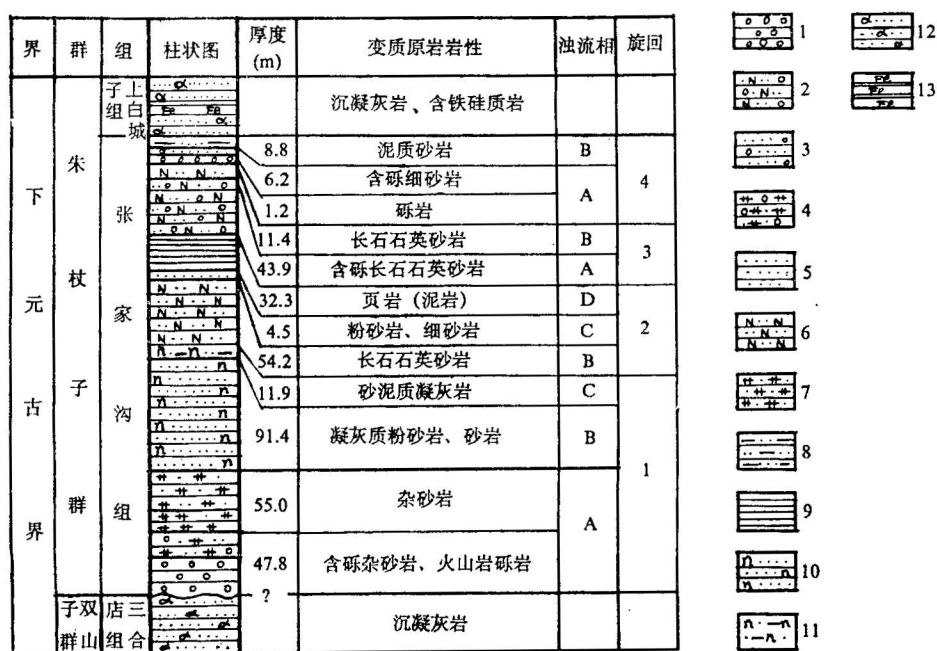 界 群 组 柱状图 厚度(m) 变质原岩岩性 浊流相 旋回
下元古界
朱杖子群
上白城子组 沉凝灰岩、含铁硅质岩
张家沟组
8.8 泥质砂岩 B
6.2 含砾细砂岩 A 4
1.2 砾岩
11.4 长石石英砂岩 B 3
43.9 含砾长石石英砂岩 A
32.3 页岩（泥岩） D
4.5 粉砂岩、细砂岩 C 2
54.2 长石石英砂岩 B
11.9 砂泥质凝灰岩 C
91.4 凝灰质粉砂岩、砂岩 B
1
55.0 杂砂岩 A
47.8 含砾杂砂岩、火山岩砾岩
?
双山子群 三合店组 沉凝灰岩
1
2
3
4
5
6
7
8
9
10
11
12
13